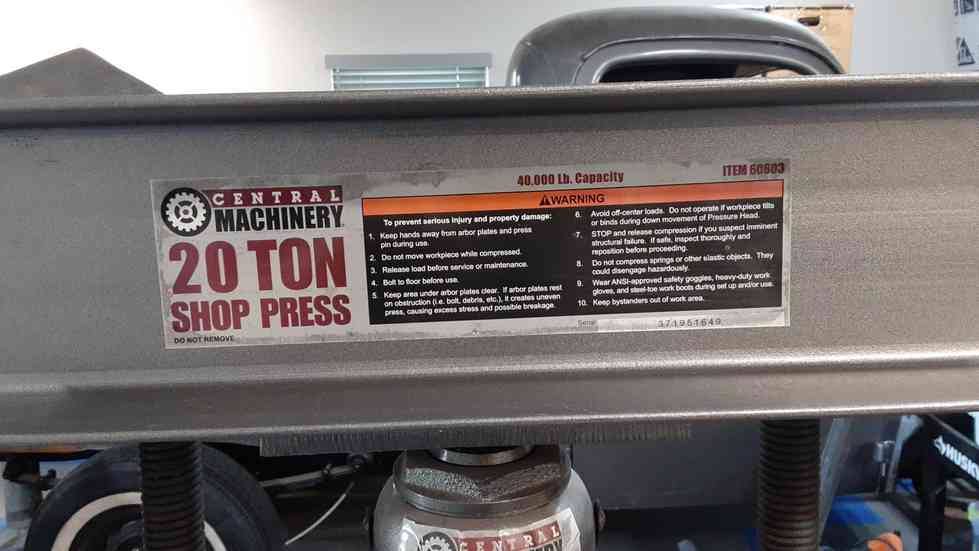 CENTRAL
MACHINERY
20 TON
SHOP PRESS
DO NOT REMOVE
40,000 Lb. Capacity
ITEM 60603
WARNING
To prevent serious injury and property damage:
1. Keep hands away from arbor plates and press
pin during use.
2. Do not move workpiece while compressed.
3. Release load before service or maintenance.
4. Bolt to floor before use.
5. Keep area under arbor plates clear. If arbor plates rest
on obstruction (i.e. bolt, debris, etc.), it creates uneven
press, causing excess stress and possible breakage.
6. Avoid off-center loads. Do not operate if workpiece tilts
or binds during down movement of Pressure Head.
7. STOP and release compression if you suspect imminent
structural failure. If safe, inspect thoroughly and
reposition before proceeding.
8. Do not compress springs or other elastic objects. They
could disengage hazardously.
9. Wear ANSI-approved safety goggles, heavy-duty work
gloves, and steel-toe work boots during set up and/or use.
10. Keep bystanders out of work area.
Serial
371951649
HUSK
CENTRAL
MACHINERY